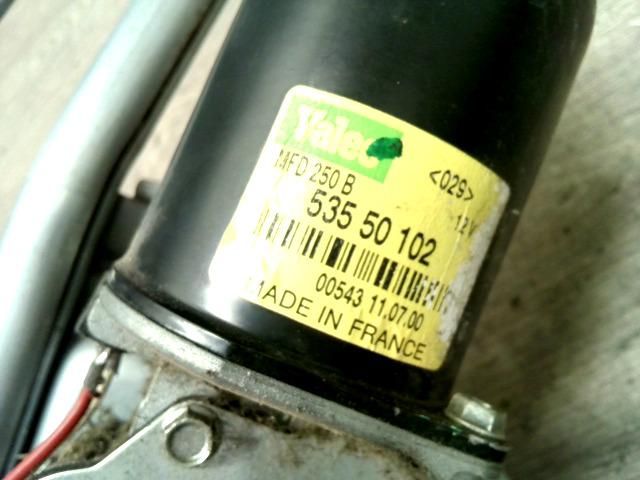 Valeo
MFD 250 B <029>
535 50 102 12V
00543 11.07.00
MADE IN FRANCE